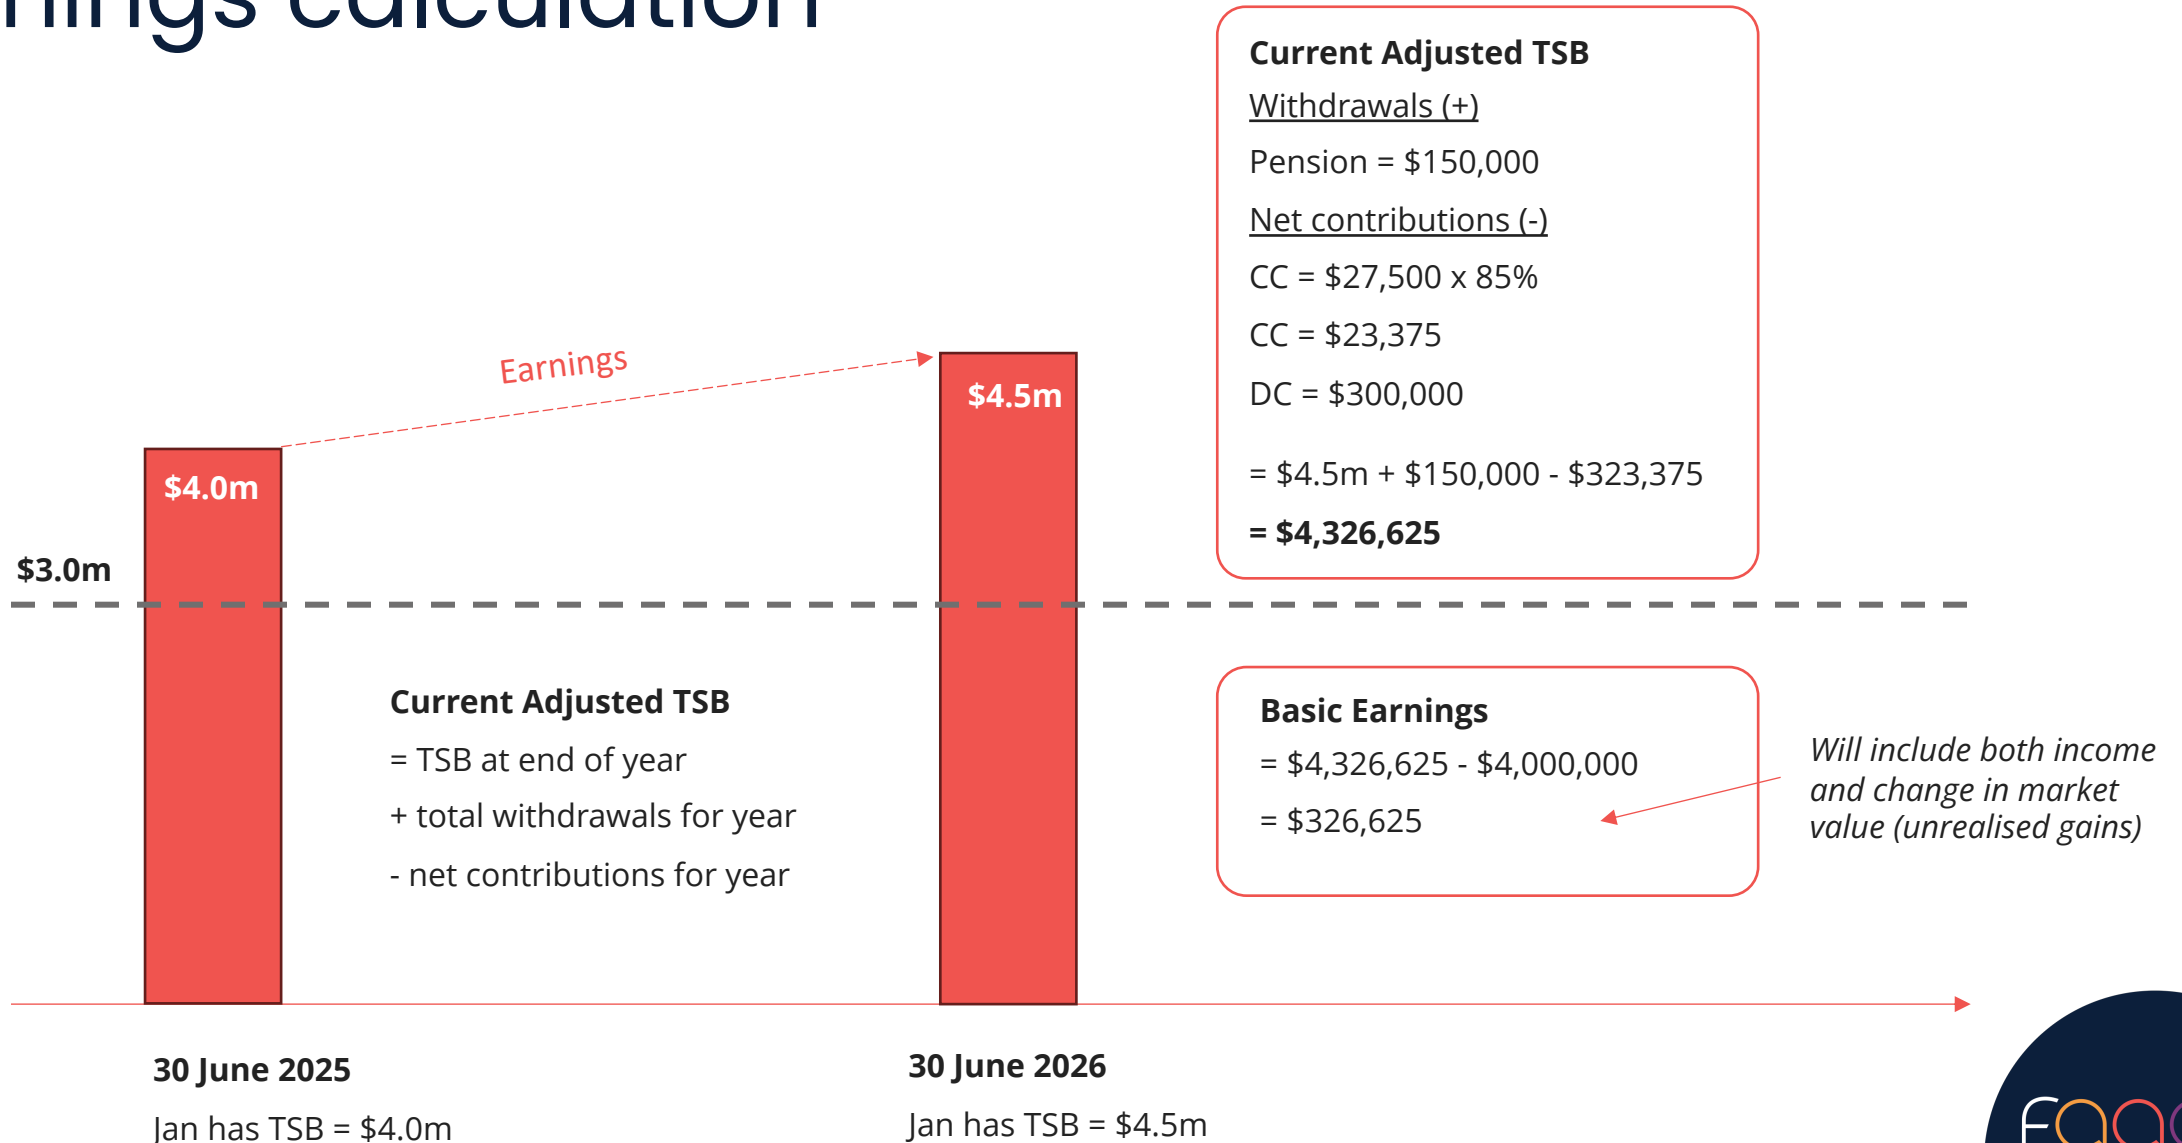 calculation
Current Adjusted TSB
Withdrawals (+)
Pension = $150,000
Net contributions (-)
CC = $27,500 x 85%
CC = $23,375
DC = $300,000
= $4.5m + $150,000 - $323,375
= $4,326,625
Earnings
$4.5m
$4.0m
$3.0m
Current Adjusted TSB
= TSB at end of year
+ total withdrawals for year
- net contributions for year
Basic Earnings
= $4,326,625 - $4,000,000
= $326,625
Will include both income
and change in market
value (unrealised gains)
30 June 2025
Jan has TSB = $4.0m
30 June 2026
Jan has TSB = $4.5m